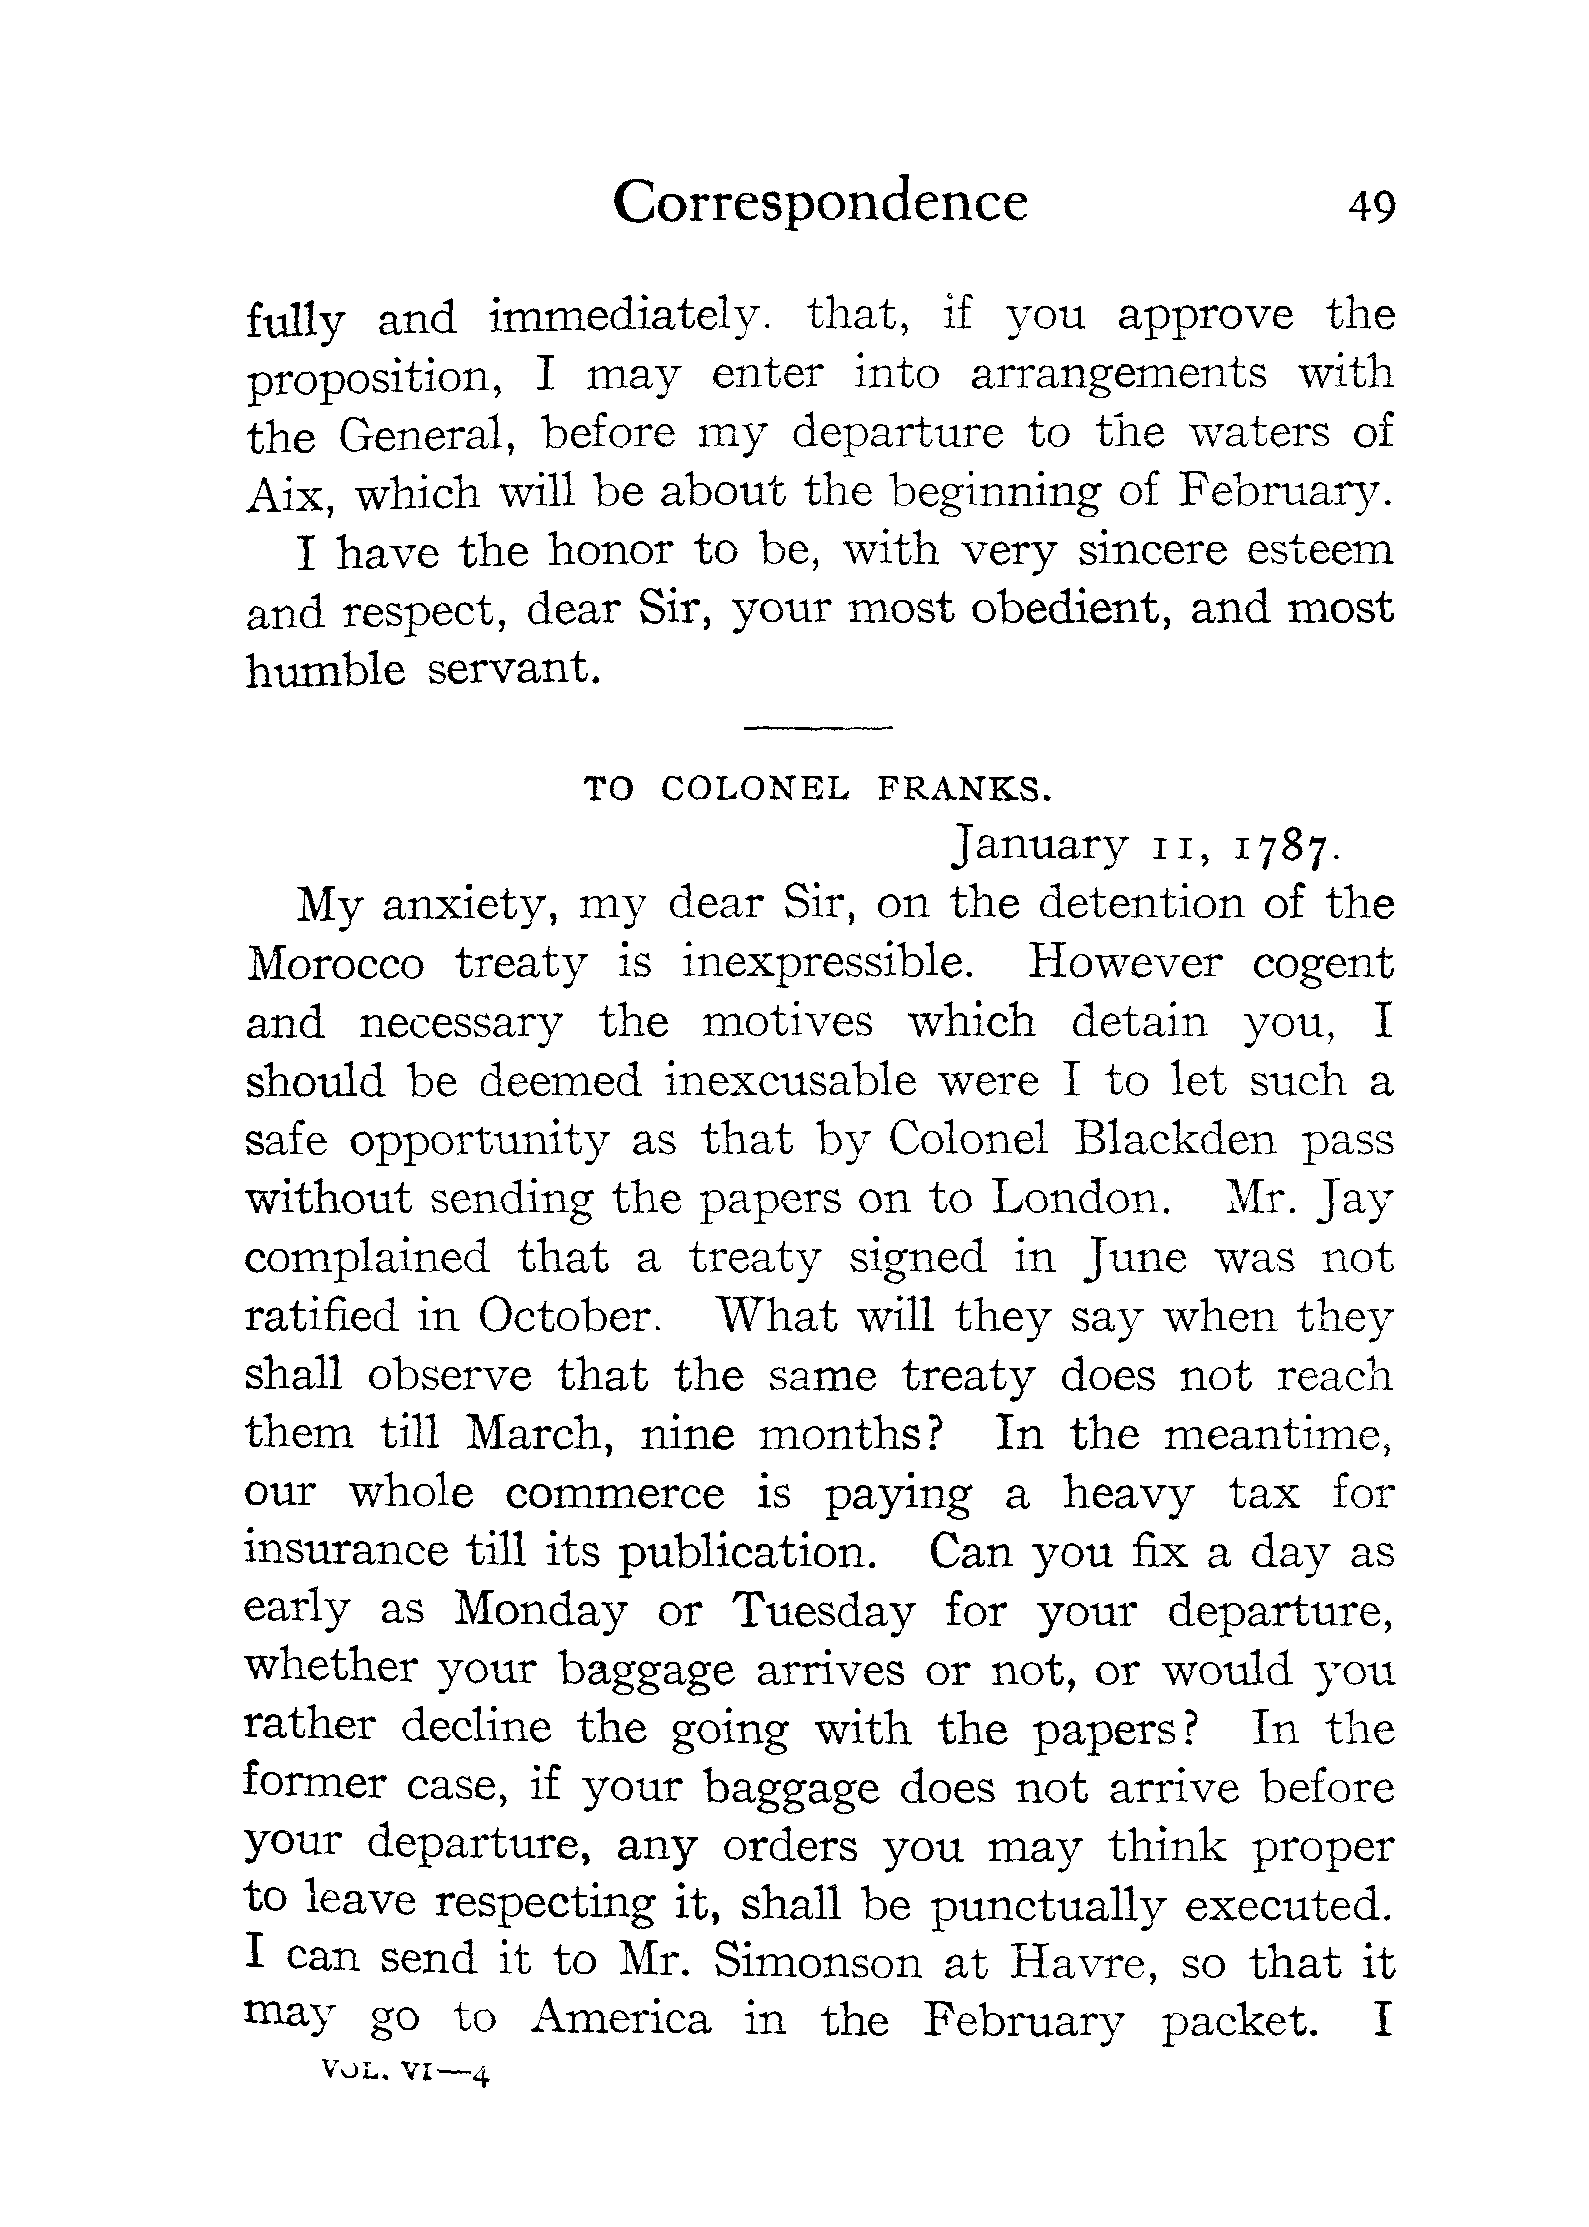 Correspondence 49
fully and immediately. that, if you approve the
proposition, I may enter into arrangements with
the General, before my departure to the waters of
Aix, which will be about the beginning of February.
I have the honor to be, with very sincere esteem
and respect, dear Sir, your most obedient, and most
humble servant.
TO COLONEL FRANKS.
January 11, 1787.
My anxiety, my dear Sir, on the detention of the
Morocco treaty is inexpressible. However cogent
and necessary the motives which detain you, I
should be deemed inexcusable were I to let such a
safe opportunity as that by Colonel Blackden pass
without sending the papers on to London. Mr. Jay
complained that a treaty signed in June was not
ratified in October. What will they say when they
shall observe that the same treaty does not reach
them till March, nine months? In the meantime,
our whole commerce is paying a heavy tax for
insurance till its publication. Can you fix a day as
early as Monday or Tuesday for your departure,
whether your baggage arrives or not, or would you
rather decline the going with the papers? In the
former case, if your baggage does not arrive before
your departure, any orders you may think proper
to leave respecting it, shall be punctually executed.
I can send it to Mr. Simonson at Havre, so that it
may go to America in the February packet. I
VOL. VI—4